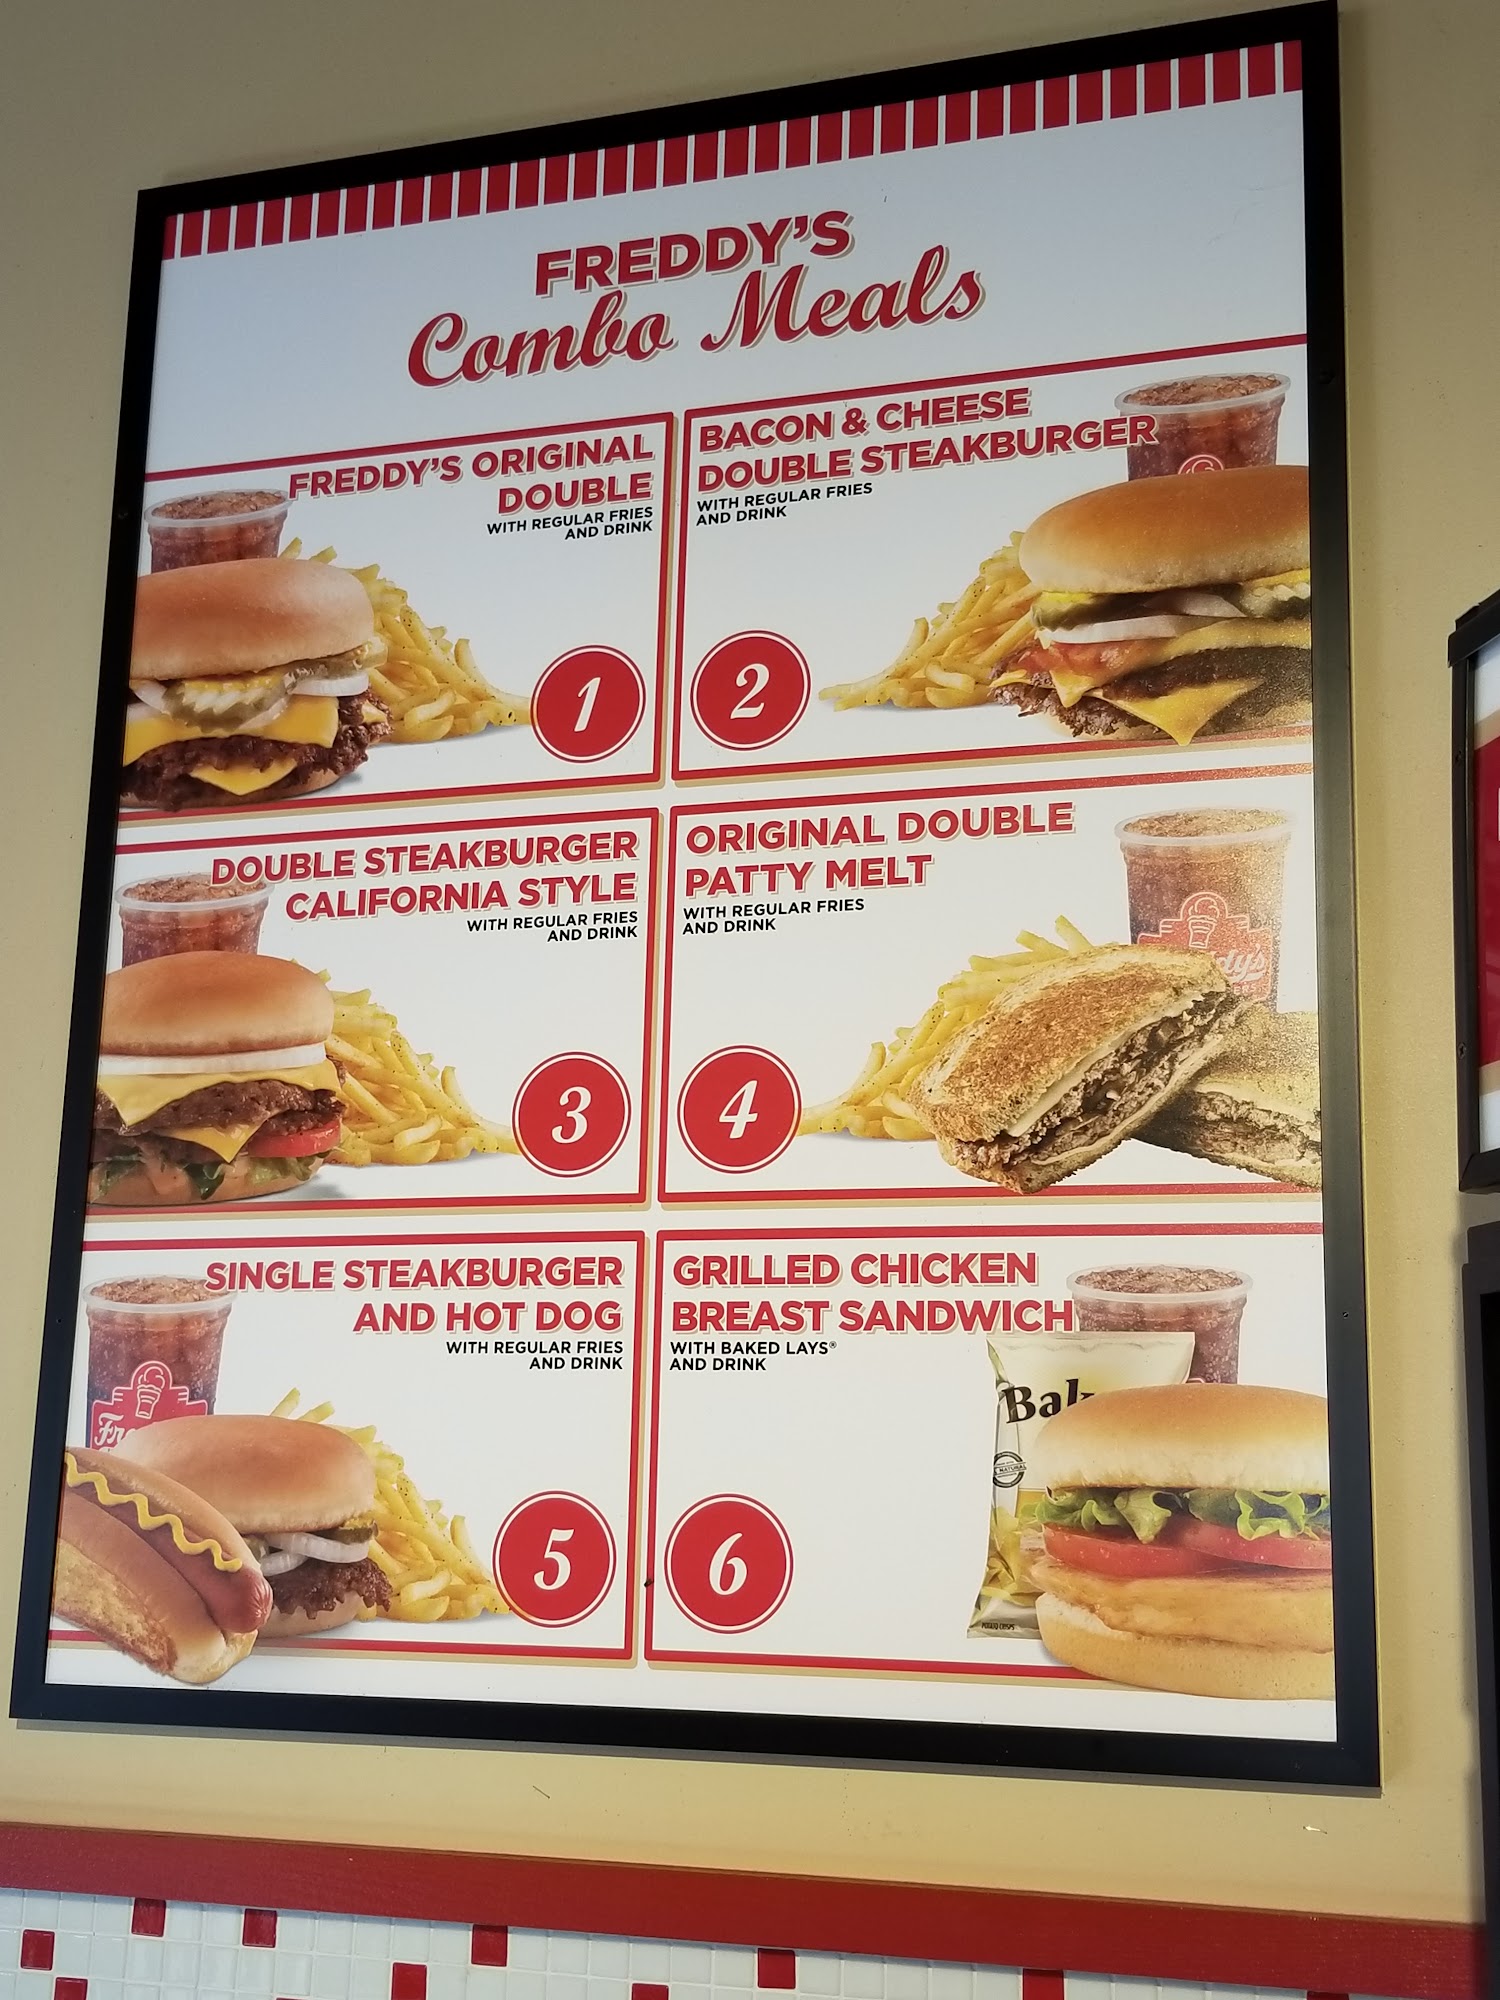 FREDDY'S
Combo Meals
FREDDY'S ORIGINAL
DOUBLE
WITH REGULAR FRIES
AND DRINK
1
BACON & CHEESE
DOUBLE STEAKBURGER
WITH REGULAR FRIES
AND DRINK
2
DOUBLE STEAKBURGER
CALIFORNIA STYLE
WITH REGULAR FRIES
AND DRINK
3
ORIGINAL DOUBLE
PATTY MELT
WITH REGULAR FRIES
AND DRINK
4
SINGLE STEAKBURGER
AND HOT DOG
WITH REGULAR FRIES
AND DRINK
5
GRILLED CHICKEN
BREAST SANDWICH
WITH BAKED LAYS®
AND DRINK
6